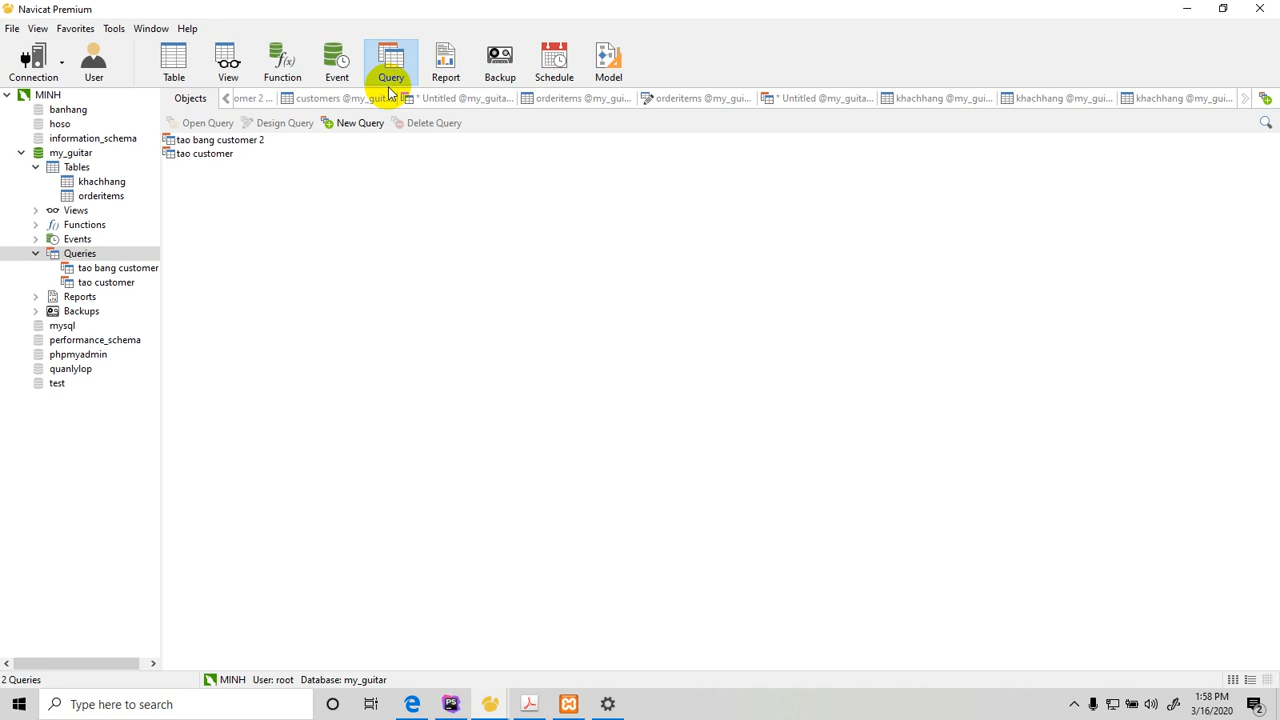 Navicat Premium
File View Favorites Tools Window Help
Connection User Table View Function Event Query Report Backup Schedule Model
MINH
banhang
hoso
information_schema
my_guitar
Tables
khachhang
orderitems
Views
Functions
Events
Queries
tao bang customer
tao customer
Reports
Backups
mysql
performance_schema
phpmyadmin
quanlylop
test
Objects omer 2 ... customers @my_guita... * Untitled @my_guita... orderitems @my_gui... orderitems @my_gui... * Untitled @my_guita... khachhang @my_gui... khachhang @my_gui... khachhang @my_gui...
Open Query Design Query New Query Delete Query
tao bang customer 2
tao customer
2 Queries MINH User: root Database: my_guitar
Type here to search
1:58 PM
3/16/2020
2